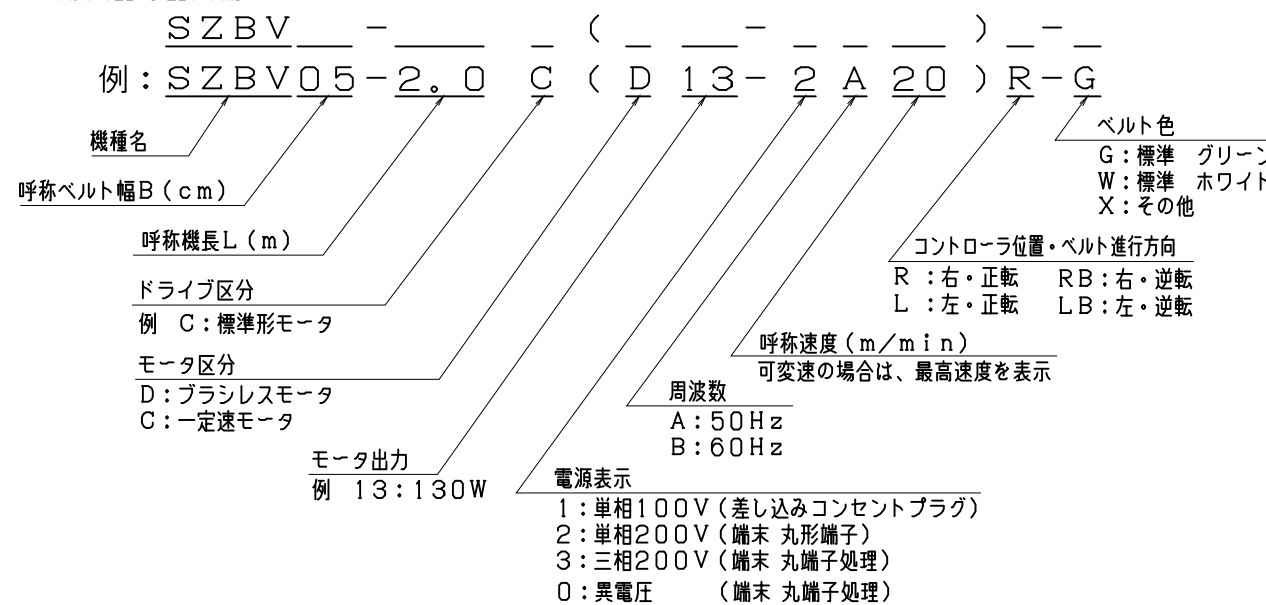 SZBV - ( - ) -
例：SZBV05-2.0 C（D 13-2 A 20）R-G
機種名
呼称ベルト幅B（cm）
呼称機長L（m）
ドライブ区分
例 C：標準形モータ
モータ区分
D：ブラシレスモータ
C：一定速モータ
モータ出力
例 13：130W
電源表示
1：単相100V（差し込みコンセントプラグ）
2：単相200V（端末 丸形端子）
3：三相200V（端末 丸端子処理）
0：異電圧 （端末 丸端子処理）
周波数
A：50Hz
B：60Hz
呼称速度（m／min）
可変速の場合は、最高速度を表示
コントローラ位置・ベルト進行方向
R ：右・正転 RB：右・逆転
L ：左・正転 LB：左・逆転
ベルト色
G：標準 グリーン
W：標準 ホワイト
X：その他